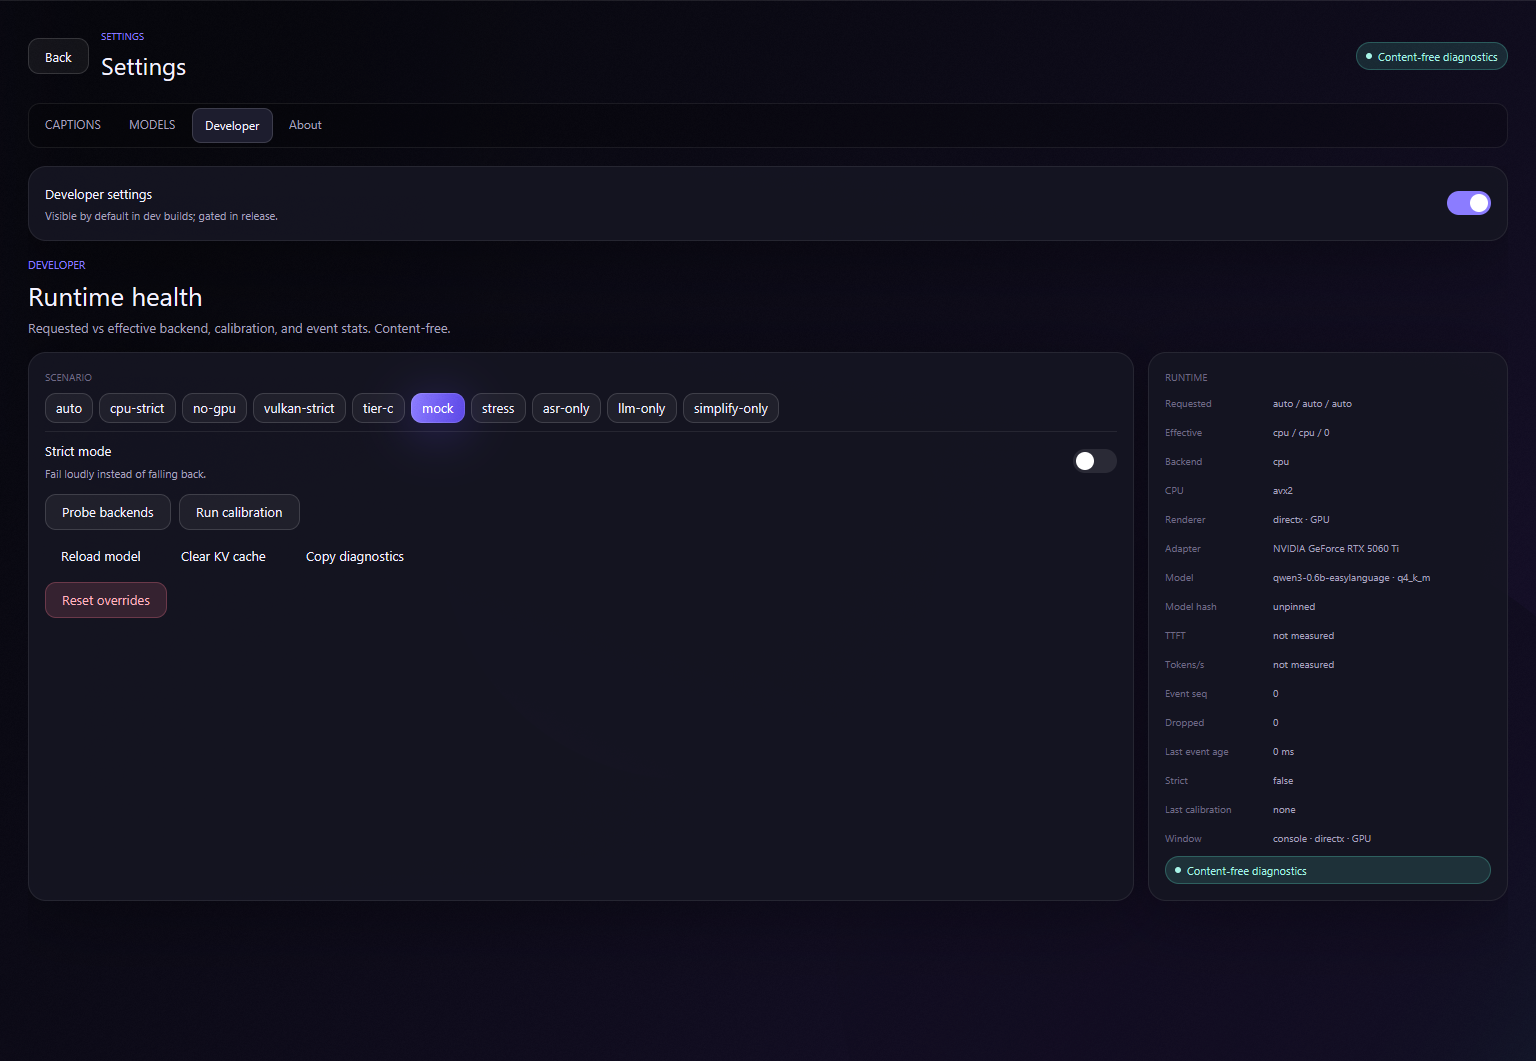 SETTINGS
Back
Settings
Content-free diagnostics
CAPTIONS
MODELS
Developer
About
Developer settings
Visible by default in dev builds; gated in release.
DEVELOPER
Runtime health
Requested vs effective backend, calibration, and event stats. Content-free.
SCENARIO
auto
cpu-strict
no-gpu
vulkan-strict
tier-c
mock
stress
asr-only
llm-only
simplify-only
Strict mode
Fail loudly instead of falling back.
Probe backends
Run calibration
Reload model
Clear KV cache
Copy diagnostics
Reset overrides
RUNTIME
Requested auto / auto / auto
Effective cpu / cpu / 0
Backend cpu
CPU avx2
Renderer directx · GPU
Adapter NVIDIA GeForce RTX 5060 Ti
Model qwen3-0.6b-easylanguage · q4_k_m
Model hash unpinned
TTFT not measured
Tokens/s not measured
Event seq 0
Dropped 0
Last event age 0 ms
Strict false
Last calibration none
Window console · directx · GPU
Content-free diagnostics